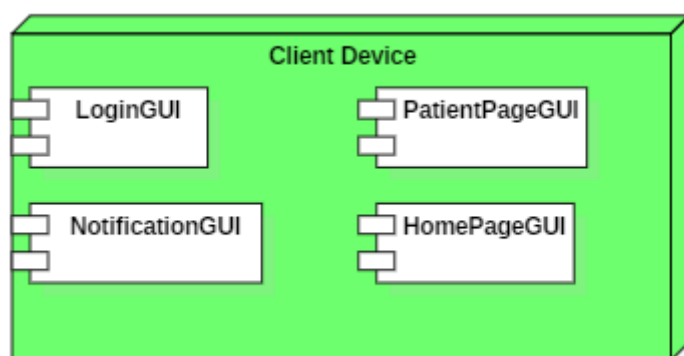 Client Device
LoginGUI
PatientPageGUI
NotificationGUI
HomePageGUI